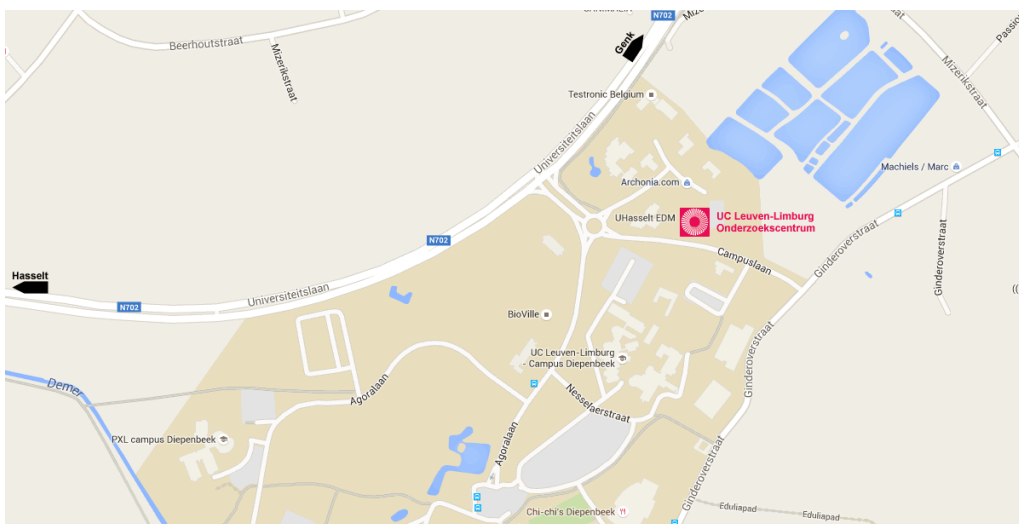 N702
Mizerikstraat
Beerhoutstraat
Genk
Passion
Mizerikstraat
Testronic Belgium
Universiteitslaan
Machiels / Marc
Archonia.com
UHasselt EDM
UC Leuven-Limburg
Onderzoekscentrum
N702
Campuslaan
Ginderoverstraat
Ginderoverstraat
Hasselt
Universiteitslaan
N702
((
BioVille
UC Leuven-Limburg
- Campus Diepenbeek
Demer
Agoralaan
Nesselaerstraat
Ginderoverstraat
PXL campus Diepenbeek
Agoralaan
Ginderoverstraat
Chi-chi's Diepenbeek
Eduliapad
Eduliapad